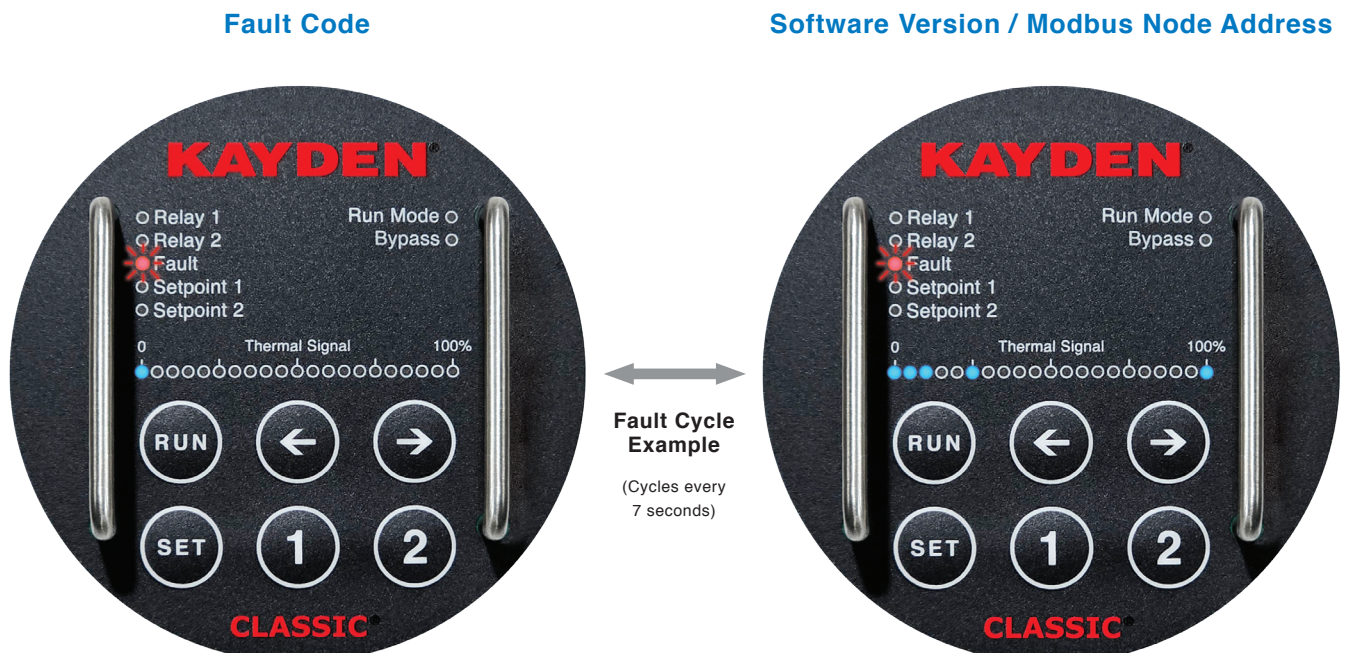 Fault Code
KAYDEN®
Relay 1
Relay 2
Fault
Setpoint 1
Setpoint 2
Run Mode
Bypass
0 Thermal Signal 100%
RUN
SET 1 2
CLASSIC®
Fault Cycle
Example
(Cycles every
7 seconds)
Software Version / Modbus Node Address
KAYDEN®
Relay 1
Relay 2
Fault
Setpoint 1
Setpoint 2
Run Mode
Bypass
0 Thermal Signal 100%
RUN
SET 1 2
CLASSIC®